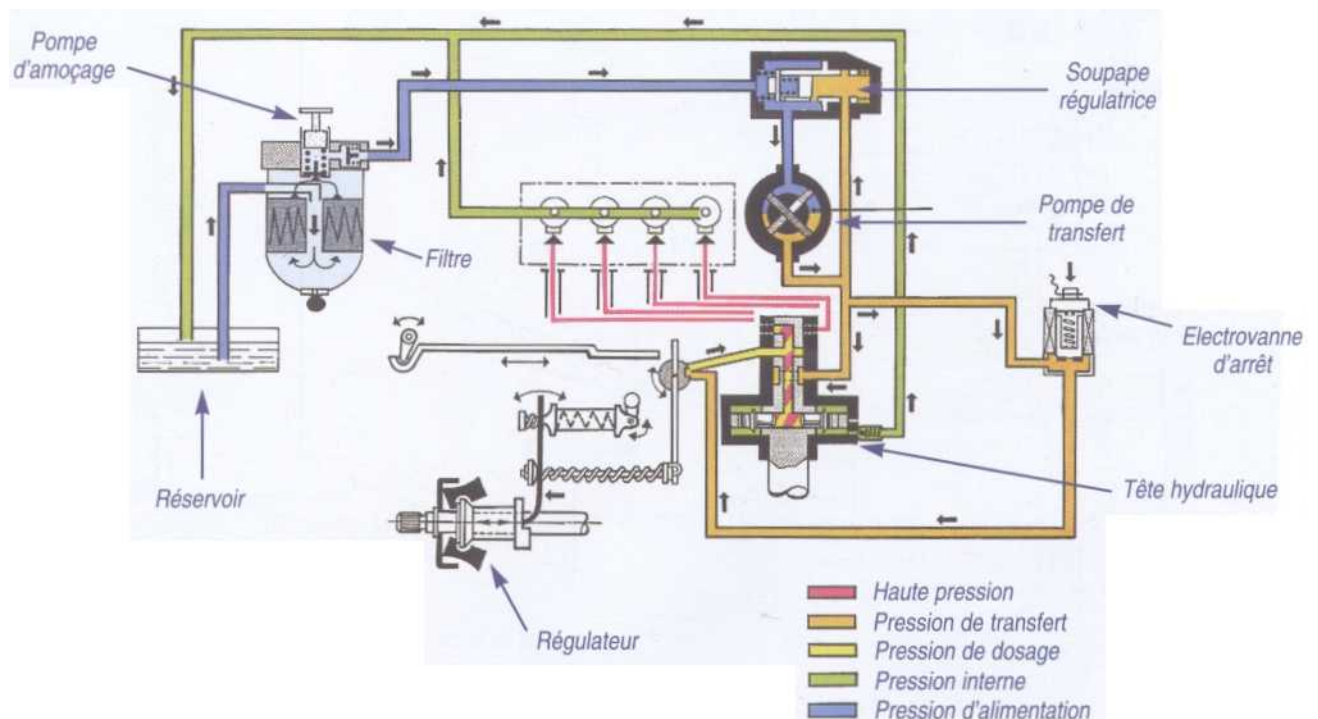 Pompe
d'amoçage
Soupape
régulatrice
Pompe de
transfert
Filtre
Electrovanne
d'arrêt
Réservoir
Tête hydraulique
Régulateur
Haute pression
Pression de transfert
Pression de dosage
Pression interne
Pression d'alimentation